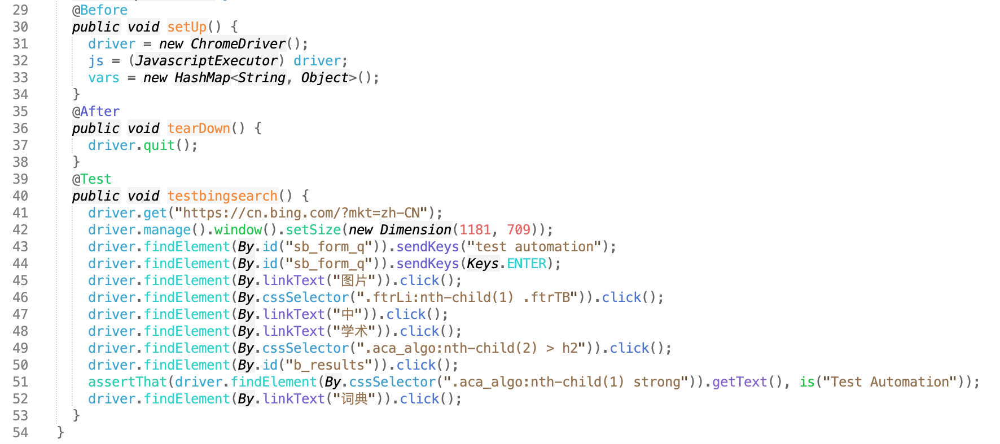 29 @Before
30 public void setUp() {
31 driver = new ChromeDriver();
32 js = (JavascriptExecutor) driver;
33 vars = new HashMap<String, Object>();
34 }
35 @After
36 public void tearDown() {
37 driver.quit();
38 }
39 @Test
40 public void testbingsearch() {
41 driver.get("https://cn.bing.com/?mkt=zh-CN");
42 driver.manage().window().setSize(new Dimension(1181, 709));
43 driver.findElement(By.id("sb_form_q")).sendKeys("test automation");
44 driver.findElement(By.id("sb_form_q")).sendKeys(Keys.ENTER);
45 driver.findElement(By.linkText("图片")).click();
46 driver.findElement(By.cssSelector(".ftrLi:nth-child(1) .ftrTB")).click();
47 driver.findElement(By.linkText("中")).click();
48 driver.findElement(By.linkText("学术")).click();
49 driver.findElement(By.cssSelector(".aca_algo:nth-child(2) > h2")).click();
50 driver.findElement(By.id("b_results")).click();
51 assertThat(driver.findElement(By.cssSelector(".aca_algo:nth-child(1) strong")).getText(), is("Test Automation"));
52 driver.findElement(By.linkText("词典")).click();
53 }
54 }